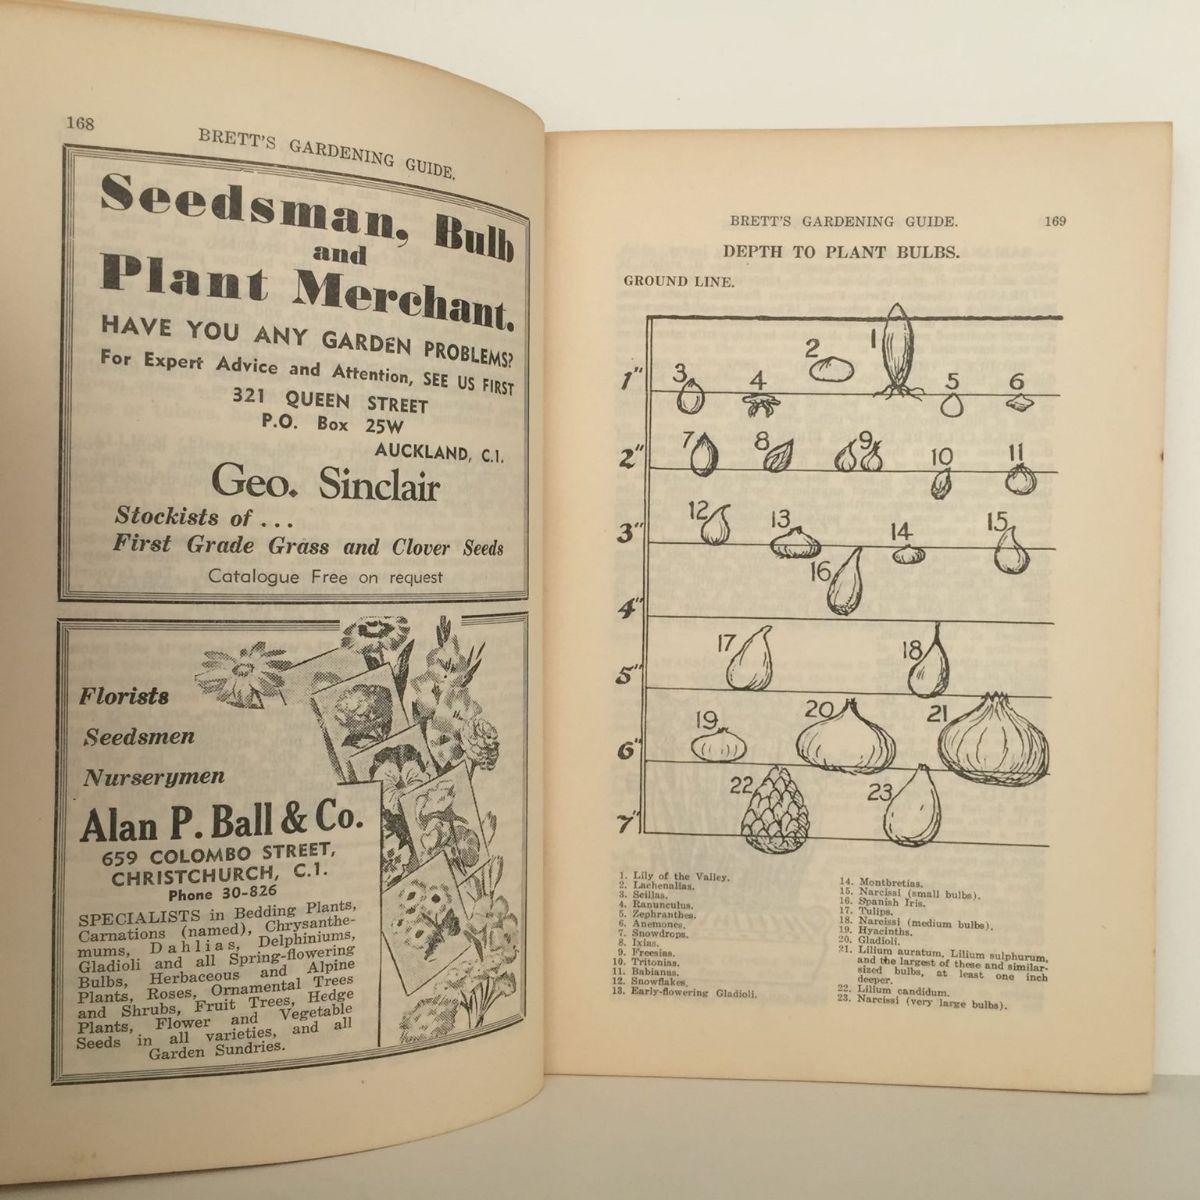 168
BRETT'S GARDENING GUIDE.
Seedsman, Bulb
and
Plant Merchant.
HAVE YOU ANY GARDEN PROBLEMS?
For Expert Advice and Attention, SEE US FIRST
321 QUEEN STREET
P.O. Box 25W
AUCKLAND, C.1.
Geo. Sinclair
Stockists of ...
First Grade Grass and Clover Seeds
Catalogue Free on request
Florists
Seedsmen
Nurserymen
Alan P. Ball & Co.
659 COLOMBO STREET,
CHRISTCHURCH, C.1.
Phone 30-826
SPECIALISTS in Bedding Plants,
Carnations (named), Chrysanthe-
mums, Dahlias, Delphiniums,
Gladioli and all Spring-flowering
Bulbs, Herbaceous and Alpine
Plants, Roses, Ornamental Trees
and Shrubs, Fruit Trees, Hedge
Plants, Flower and Vegetable
Seeds in all varieties, and all
Garden Sundries.
BRETT'S GARDENING GUIDE. 169
DEPTH TO PLANT BULBS.
GROUND LINE.
1
2
1"
3
4
5
6
2"
7
8
9
10
11
3"
12
13
14
15
16
4"
17
18
5"
19
20
21
6"
22
23
7"
1. Lily of the Valley.
2. Lachenalias.
3. Scillas.
4. Ranunculus.
5. Zephranthes.
6. Anemones.
7. Snowdrops.
8. Ixias.
9. Freesias.
10. Tritonias.
11. Babianas.
12. Snowflakes.
13. Early-flowering Gladioli.
14. Montbretias.
15. Narcissi (small bulbs).
16. Spanish Iris.
17. Tulips.
18. Narcissi (medium bulbs).
19. Hyacinths.
20. Gladioli.
21. Lilium auratum, Lilium sulphurum,
and the largest of these and similar-
sized bulbs, at least one inch
deeper.
22. Lilium candidum.
23. Narcissi (very large bulbs).